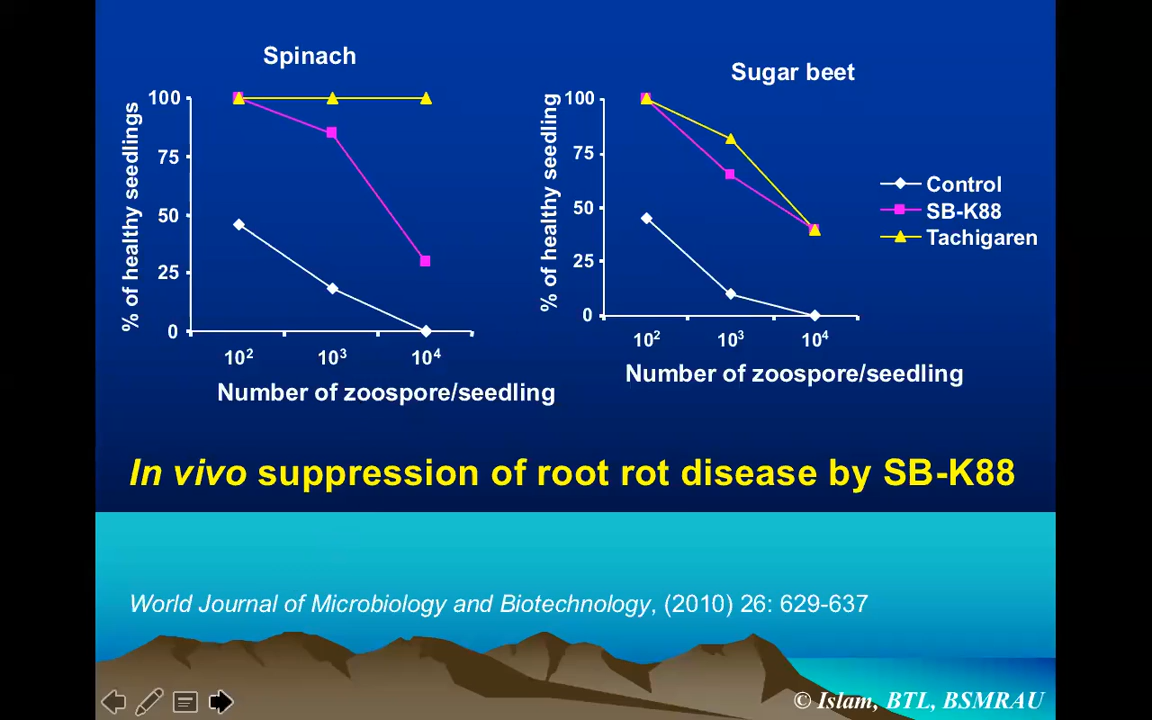 Spinach
% of healthy seedlings
100
75
50
25
0
10² 10³ 10⁴
Number of zoospore/seedling
Sugar beet
% of healthy seedling
100
75
50
25
0
10² 10³ 10⁴
Number of zoospore/seedling
Control
SB-K88
Tachigaren
In vivo suppression of root rot disease by SB-K88
World Journal of Microbiology and Biotechnology, (2010) 26: 629-637
© Islam, BTL, BSMRAU